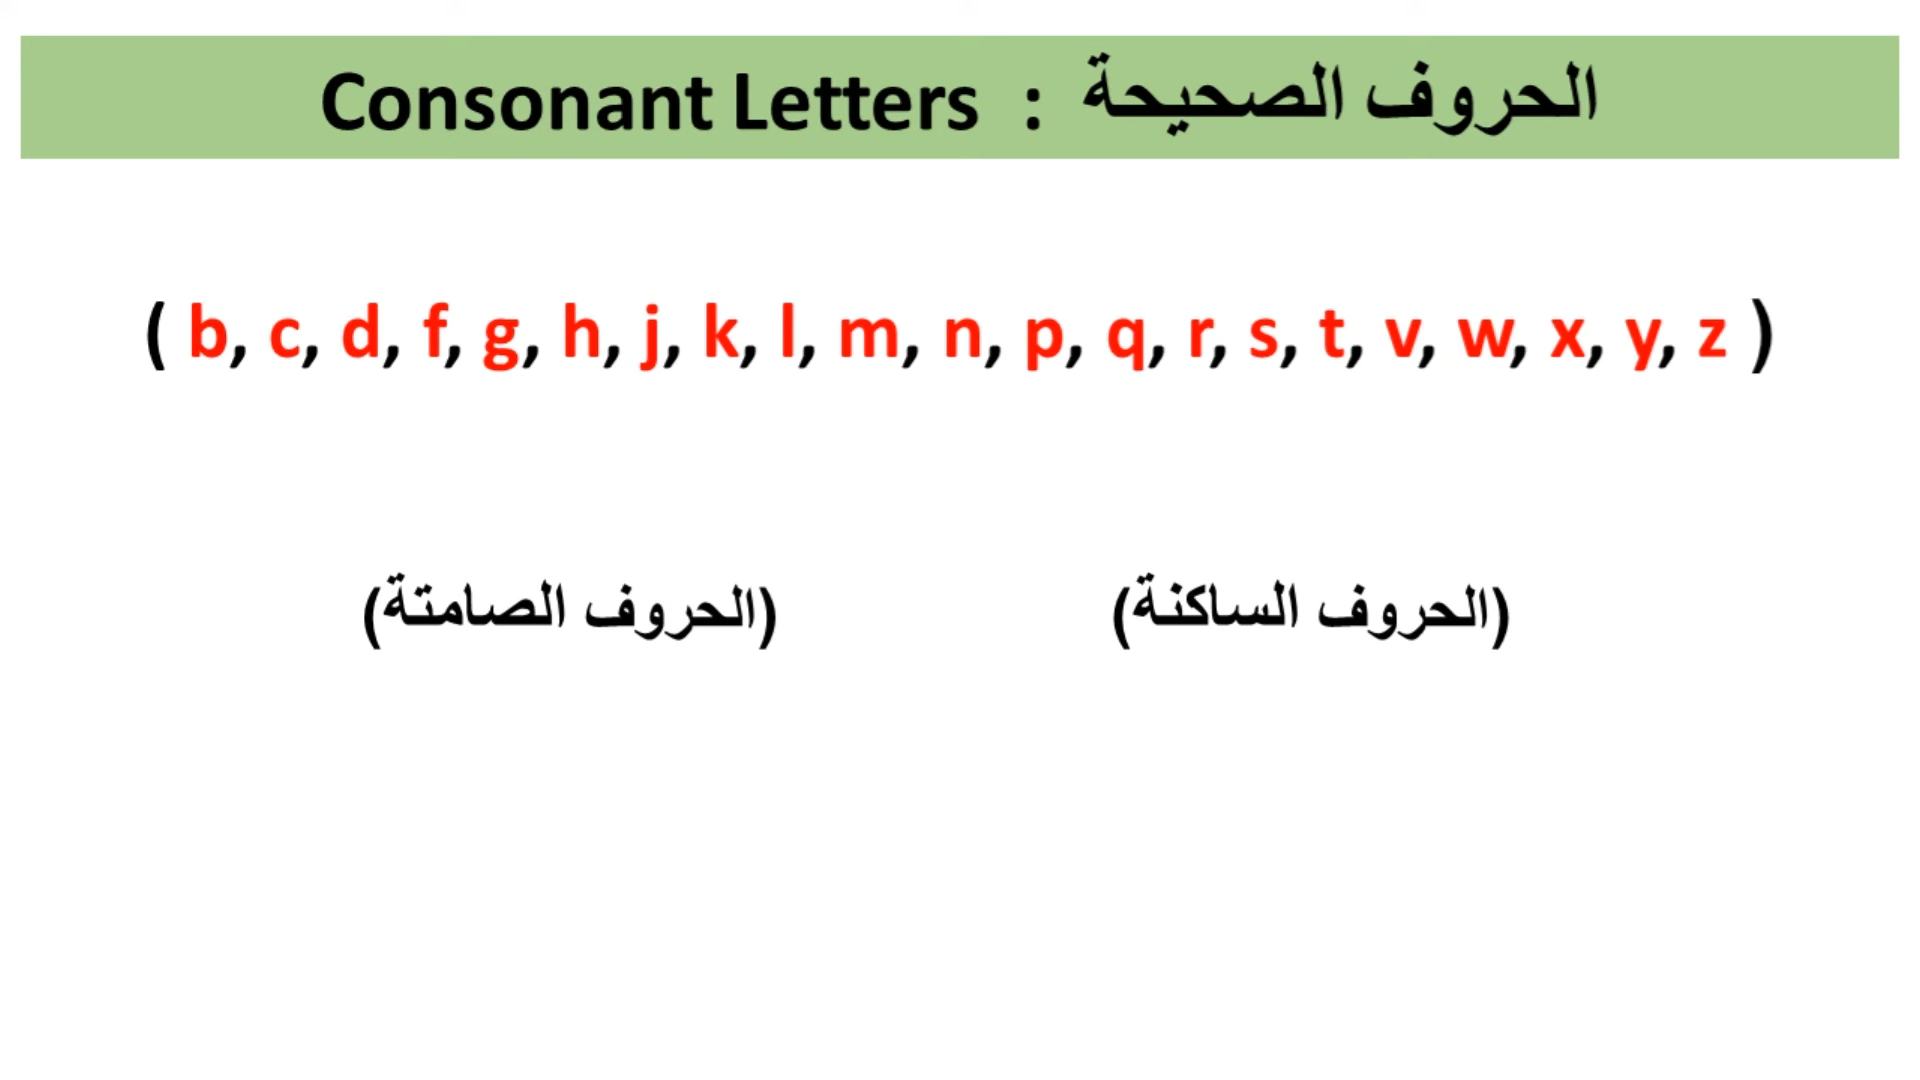 Consonant Letters : الحروف الصحيحة
( b, c, d, f, g, h, j, k, l, m, n, p, q, r, s, t, v, w, x, y, z )
(الحروف الساكنة) (الحروف الصامتة)